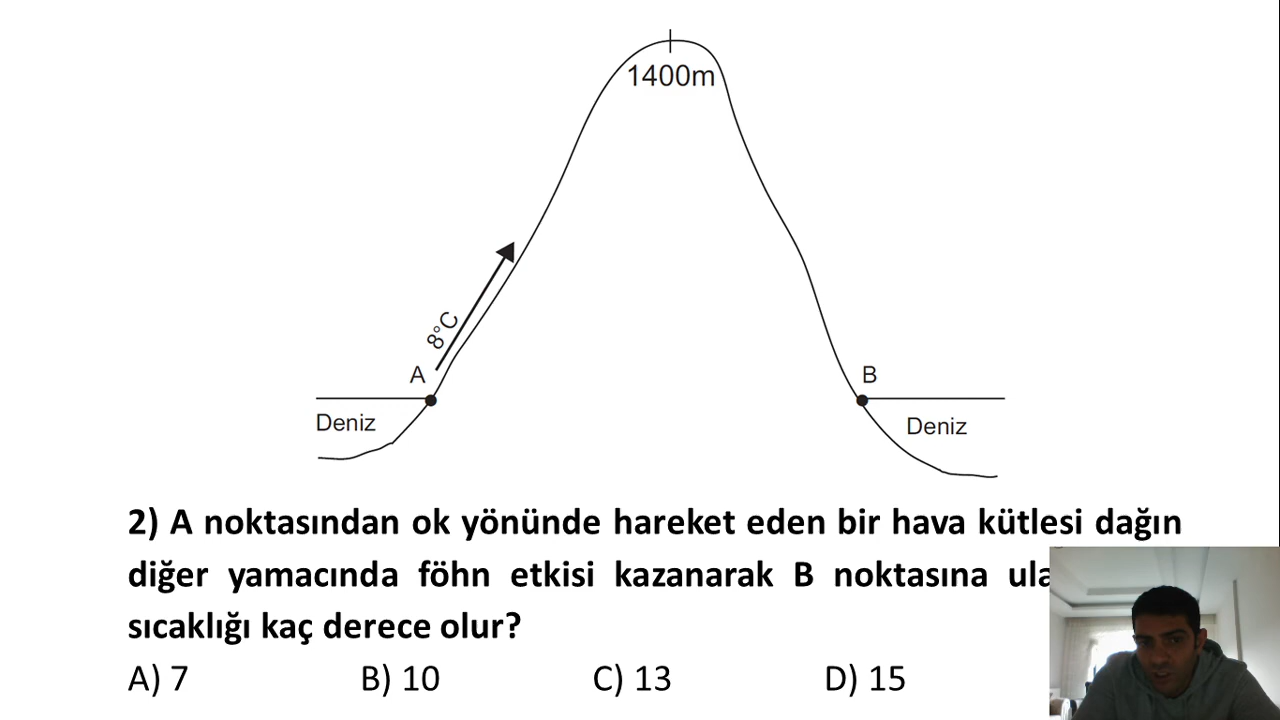 1400m
8°C
A
B
Deniz
Deniz
2) A noktasından ok yönünde hareket eden bir hava kütlesi dağın
diğer yamacında föhn etkisi kazanarak B noktasına
sıcaklığı kaç derece olur?
A) 7 B) 10 C) 13 D) 15